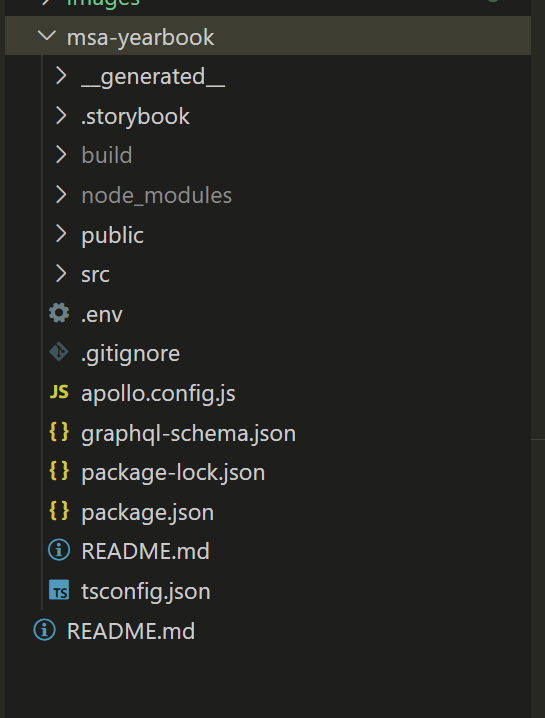 images
msa-yearbook
__generated__
.storybook
build
node_modules
public
src
.env
.gitignore
JS apollo.config.js
{ } graphql-schema.json
{ } package-lock.json
{ } package.json
README.md
TS tsconfig.json
README.md